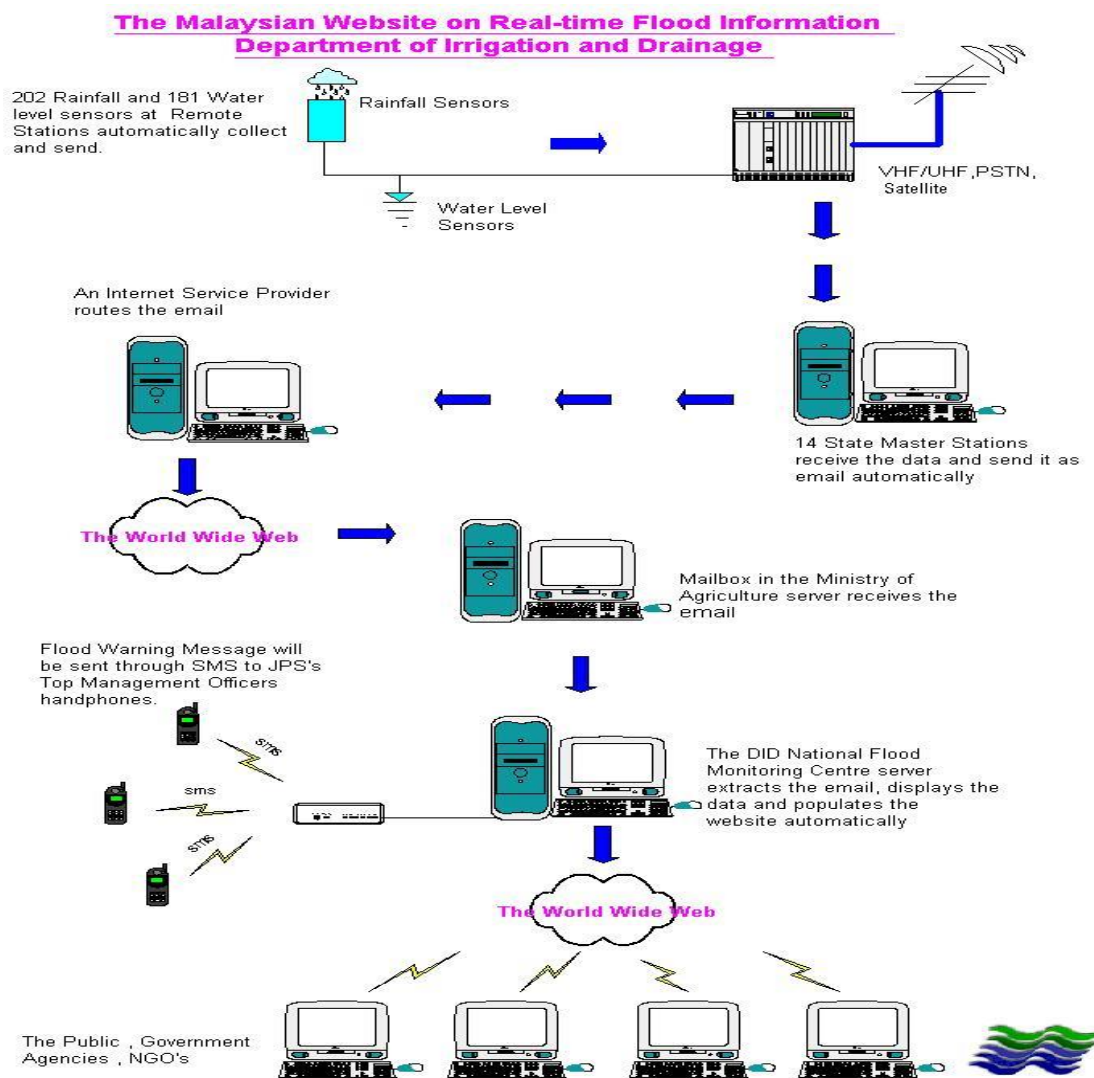 The Malaysian Website on Real-time Flood Information
Department of Irrigation and Drainage
202 Rainfall and 181 Water
level sensors at Remote
Stations automatically collect
and send.
Rainfall Sensors
Water Level
Sensors
VHF/UHF,PSTN,
Satellite
An Internet Service Provider
routes the email
14 State Master Stations
receive the data and send it as
email automatically
The World Wide Web
Mailbox in the Ministry of
Agriculture server receives the
email
Flood Warning Message will
be sent through SMS to JPS's
Top Management Officers
handphones.
sms
sms
sms
The DID National Flood
Monitoring Centre server
extracts the email, displays the
data and populates the
website automatically
The World Wide Web
The Public , Government
Agencies , NGO's